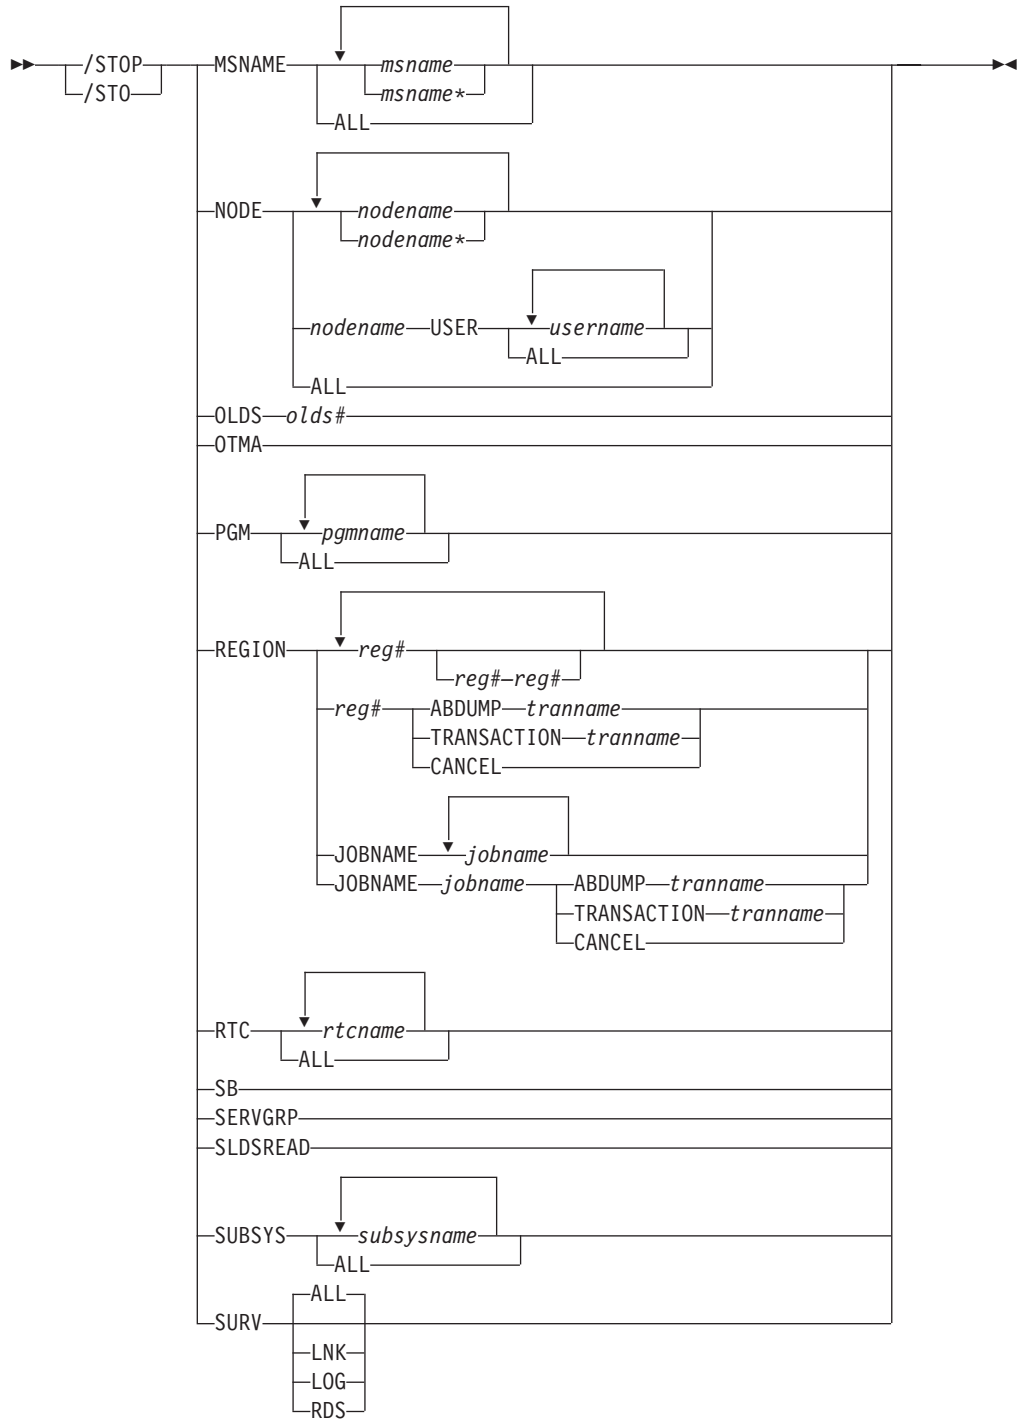 /STOP MSNAME msname
/STO msname*
ALL
NODE nodename
nodename*
nodename USER username
ALL
ALL
OLDS olds#
OTMA
PGM pgmname
ALL
REGION reg#
reg#–reg#
reg# ABDUMP tranname
TRANSACTION tranname
CANCEL
JOBNAME jobname
JOBNAME jobname ABDUMP tranname
TRANSACTION tranname
CANCEL
RTC rtcname
ALL
SB
SERVGRP
SLDSREAD
SUBSYS subsysname
ALL
ALL
SURV
LNK
LOG
RDS